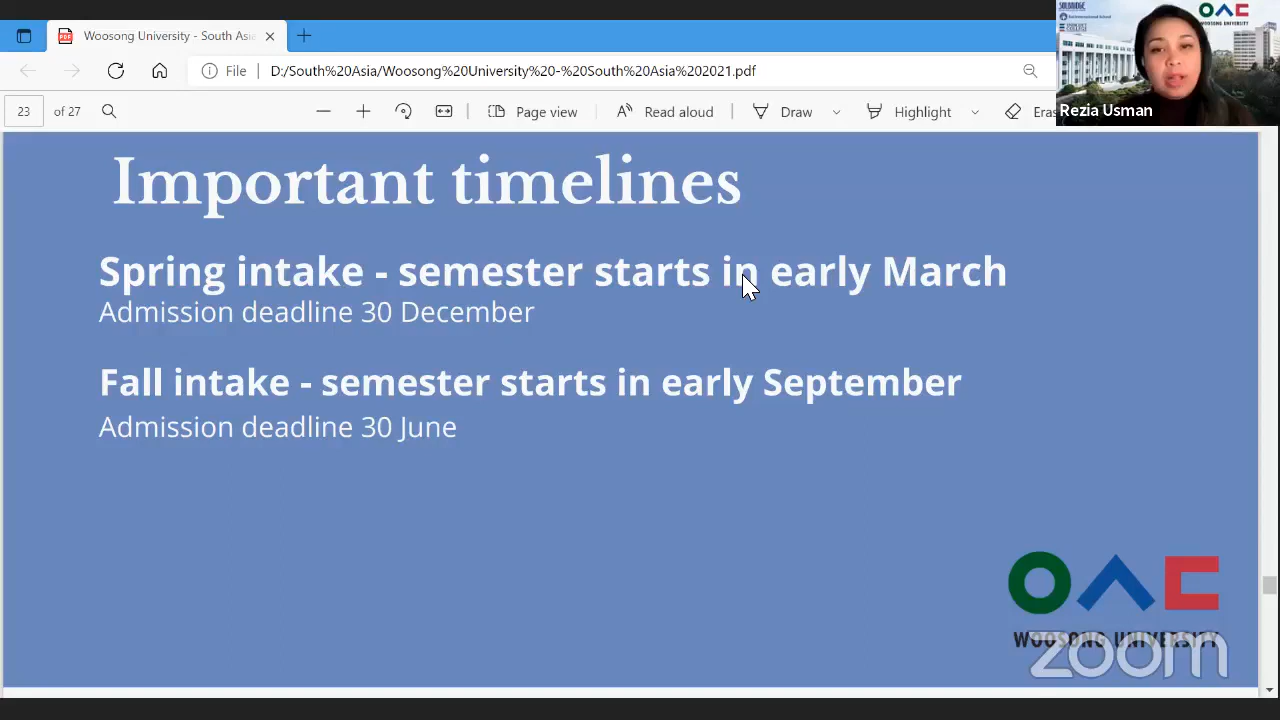 Woosong University - South Asia
File
D:/South%20Asia/Woosong%20University%20-%20South%20Asia%202021.pdf
23 of 27
Page view
Read aloud
Draw
Highlight
WOOSONG UNIVERSITY
Rezia Usman
Important timelines
Spring intake - semester starts in early March
Admission deadline 30 December
Fall intake - semester starts in early September
Admission deadline 30 June
WOOSONG UNIVERSITY
zoom